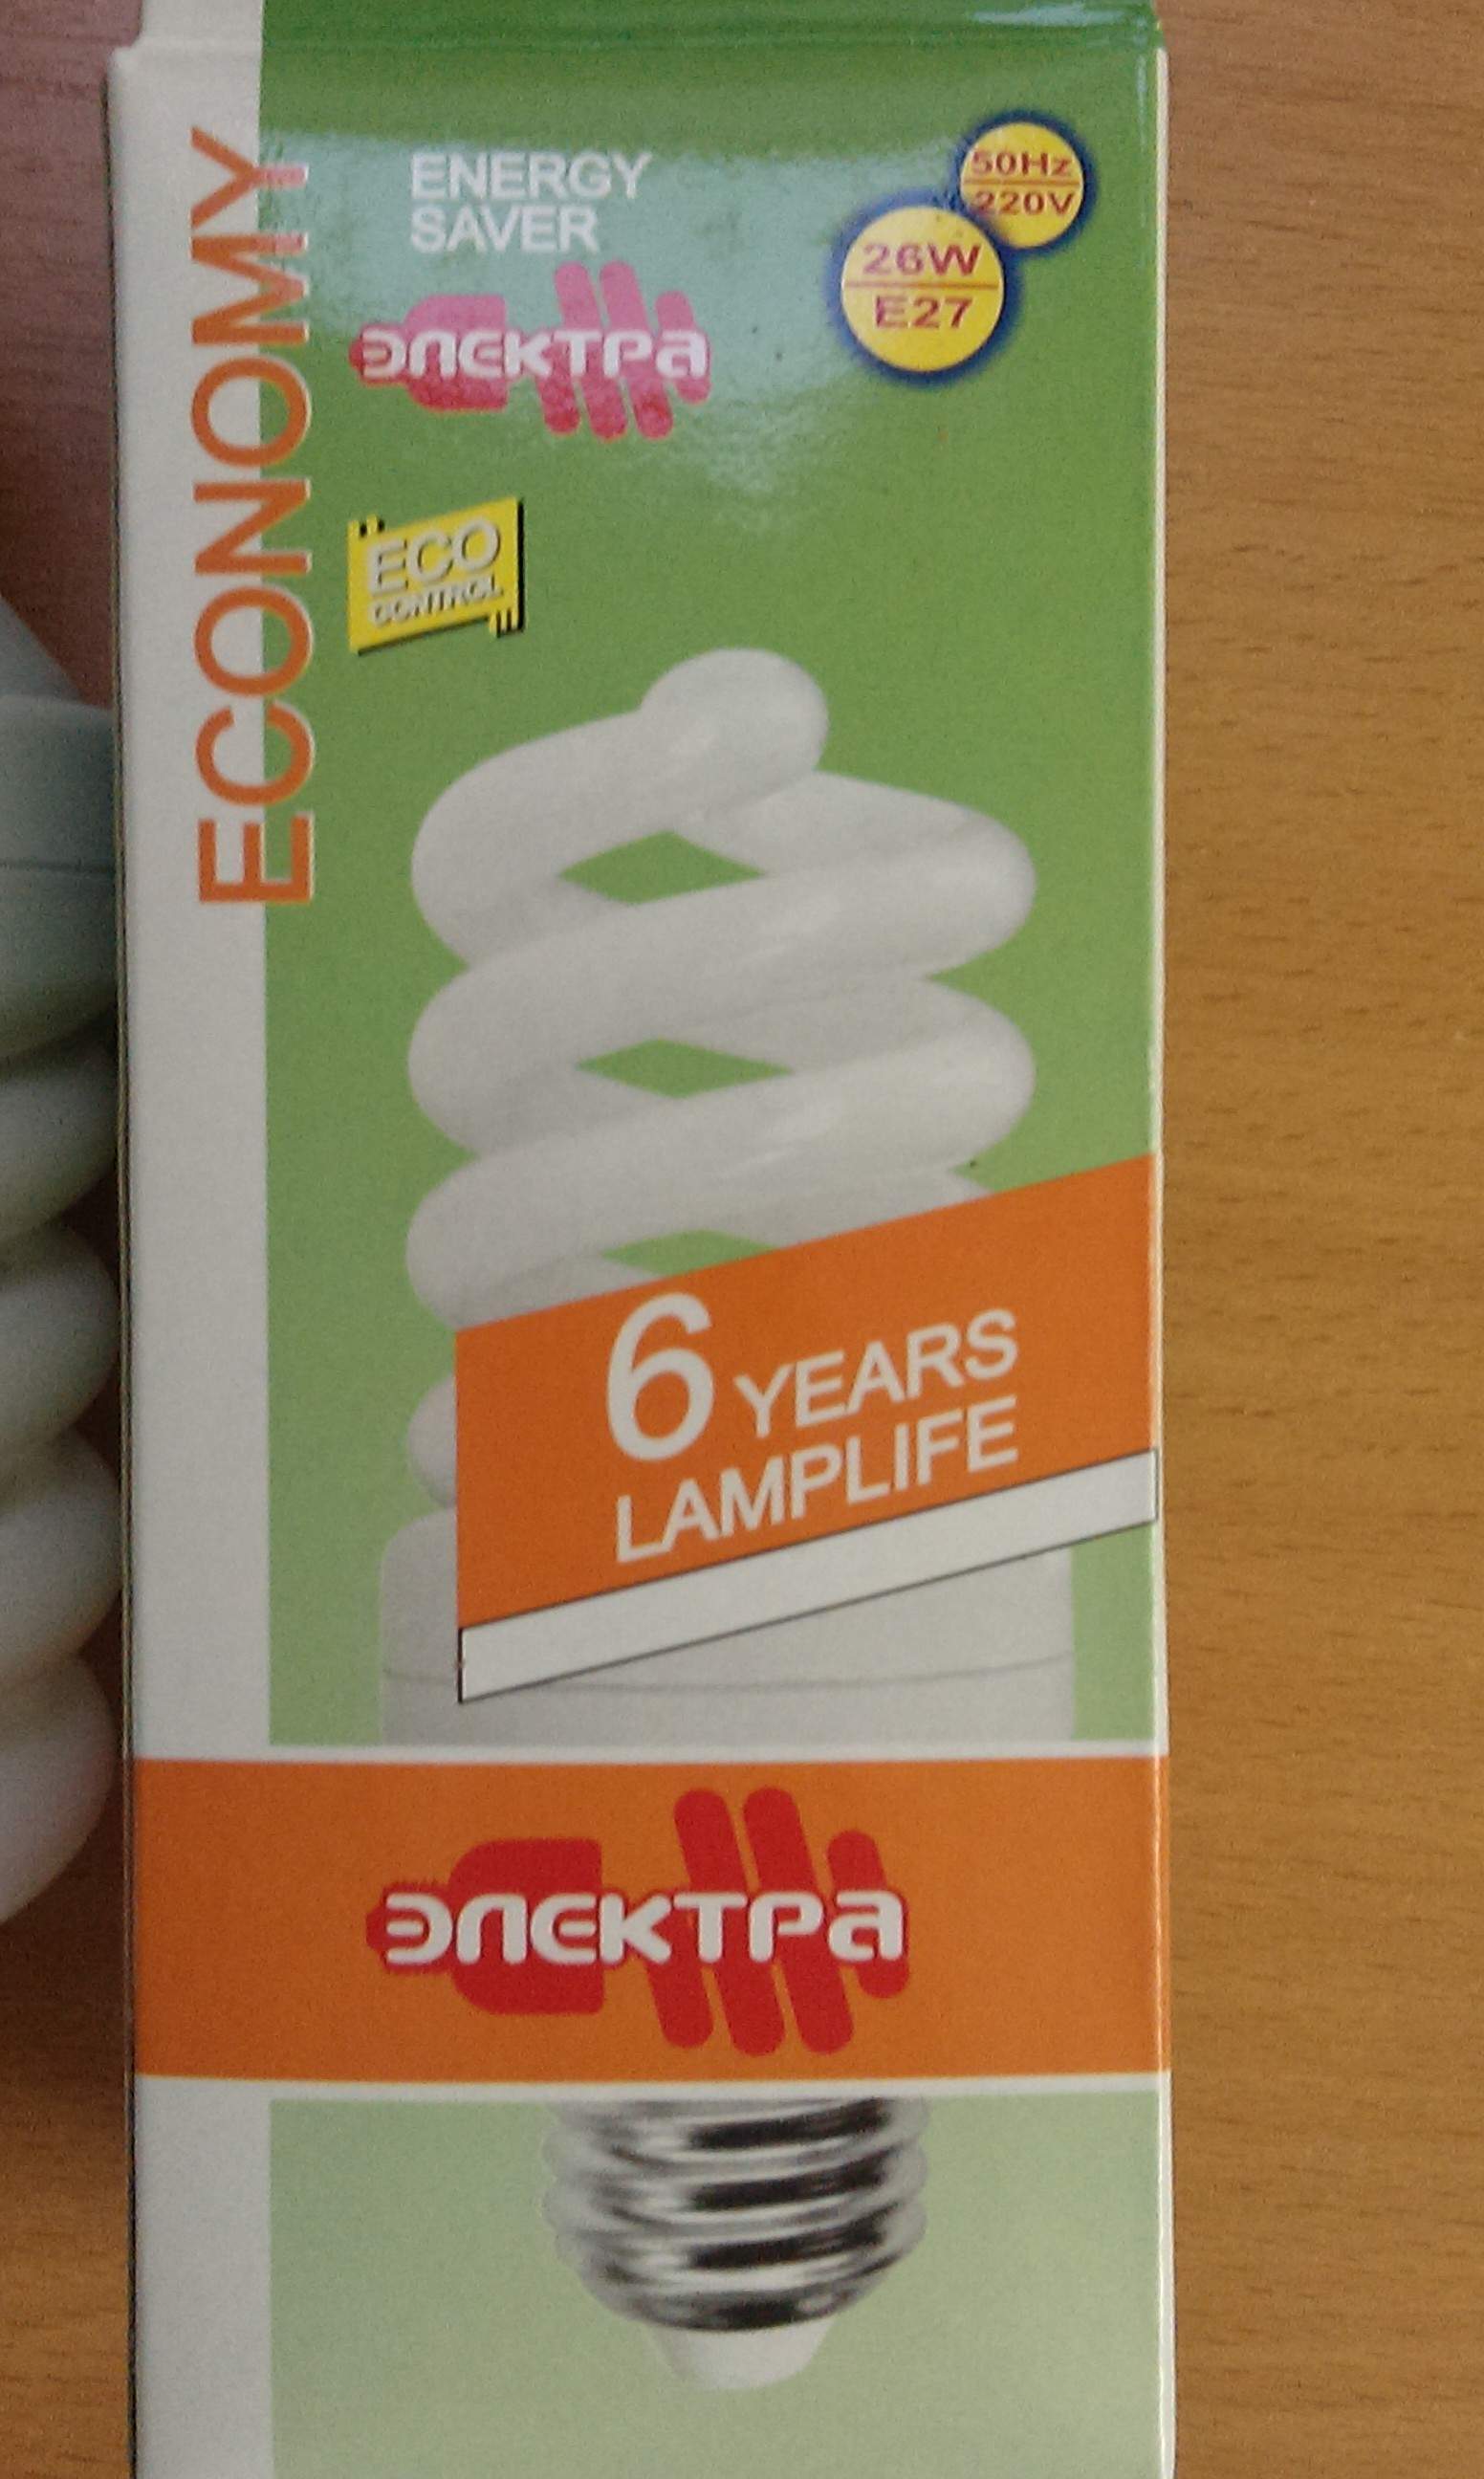 ECONOMY
ENERGY
SAVER
электра
50Hz
220V
26W
E27
ECO
CONTROL
6 YEARS
LAMPLIFE
электра